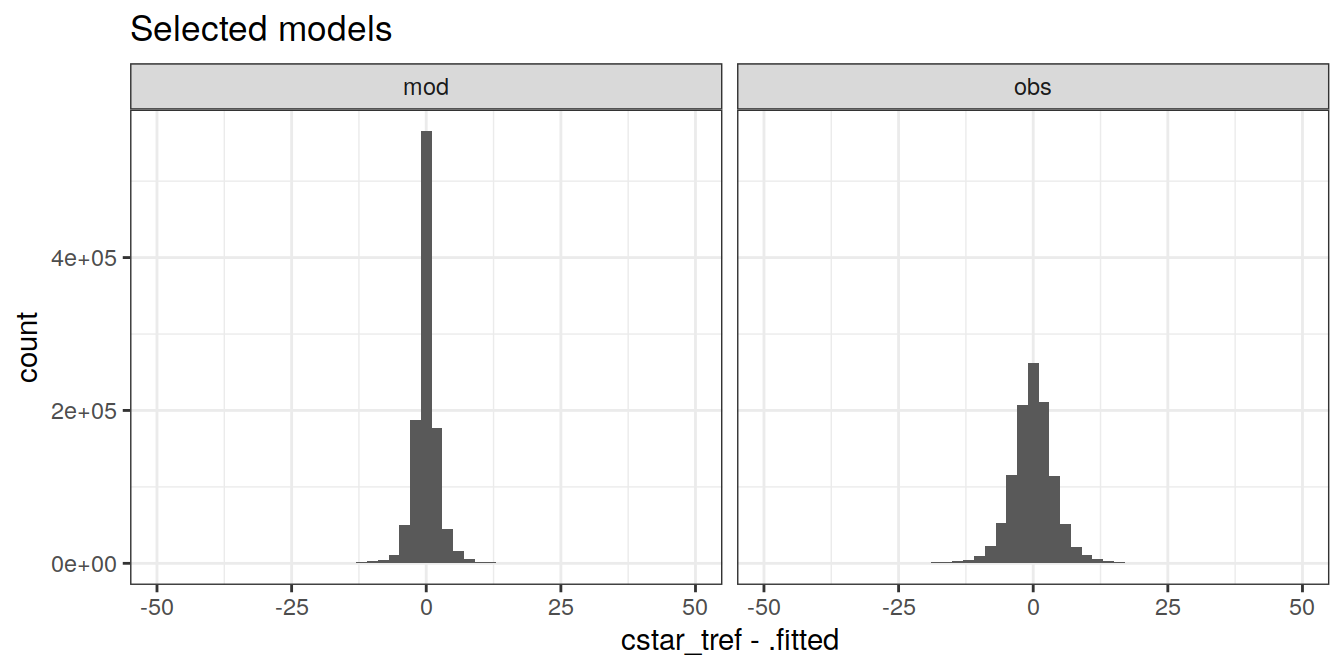 Selected models
mod obs
count
4e+05
2e+05
0e+00
-50 -25 0 25 50 -50 -25 0 25 50
cstar_tref - .fitted